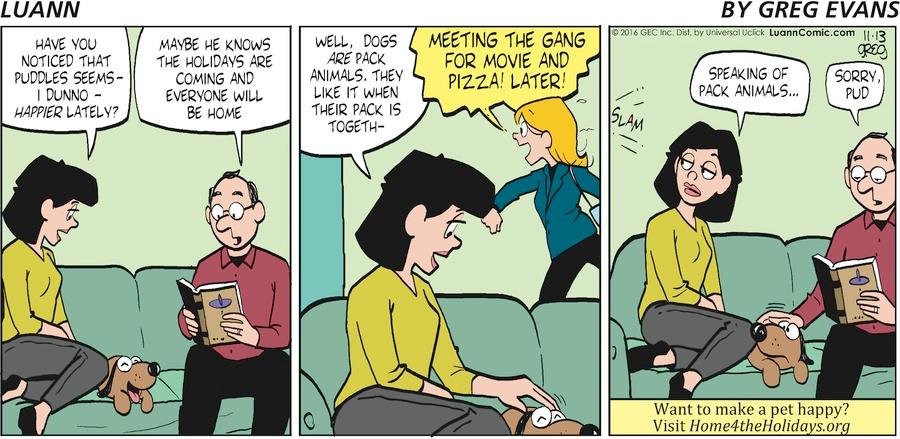 LUANN
BY GREG EVANS
HAVE YOU
NOTICED THAT
PUDDLES SEEMS–
I DUNNO –
HAPPIER LATELY?
MAYBE HE KNOWS
THE HOLIDAYS ARE
COMING AND
EVERYONE WILL
BE HOME
WELL, DOGS
ARE PACK
ANIMALS. THEY
LIKE IT WHEN
THEIR PACK IS
TOGETH–
MEETING THE GANG
FOR MOVIE AND
PIZZA! LATER!
© 2016 GEC Inc. Dist. by Universal Uclick LuannComic.com
11·13
GREG
SLAM
SPEAKING OF
PACK ANIMALS...
SORRY,
PUD
Want to make a pet happy?
Visit Home4theHolidays.org